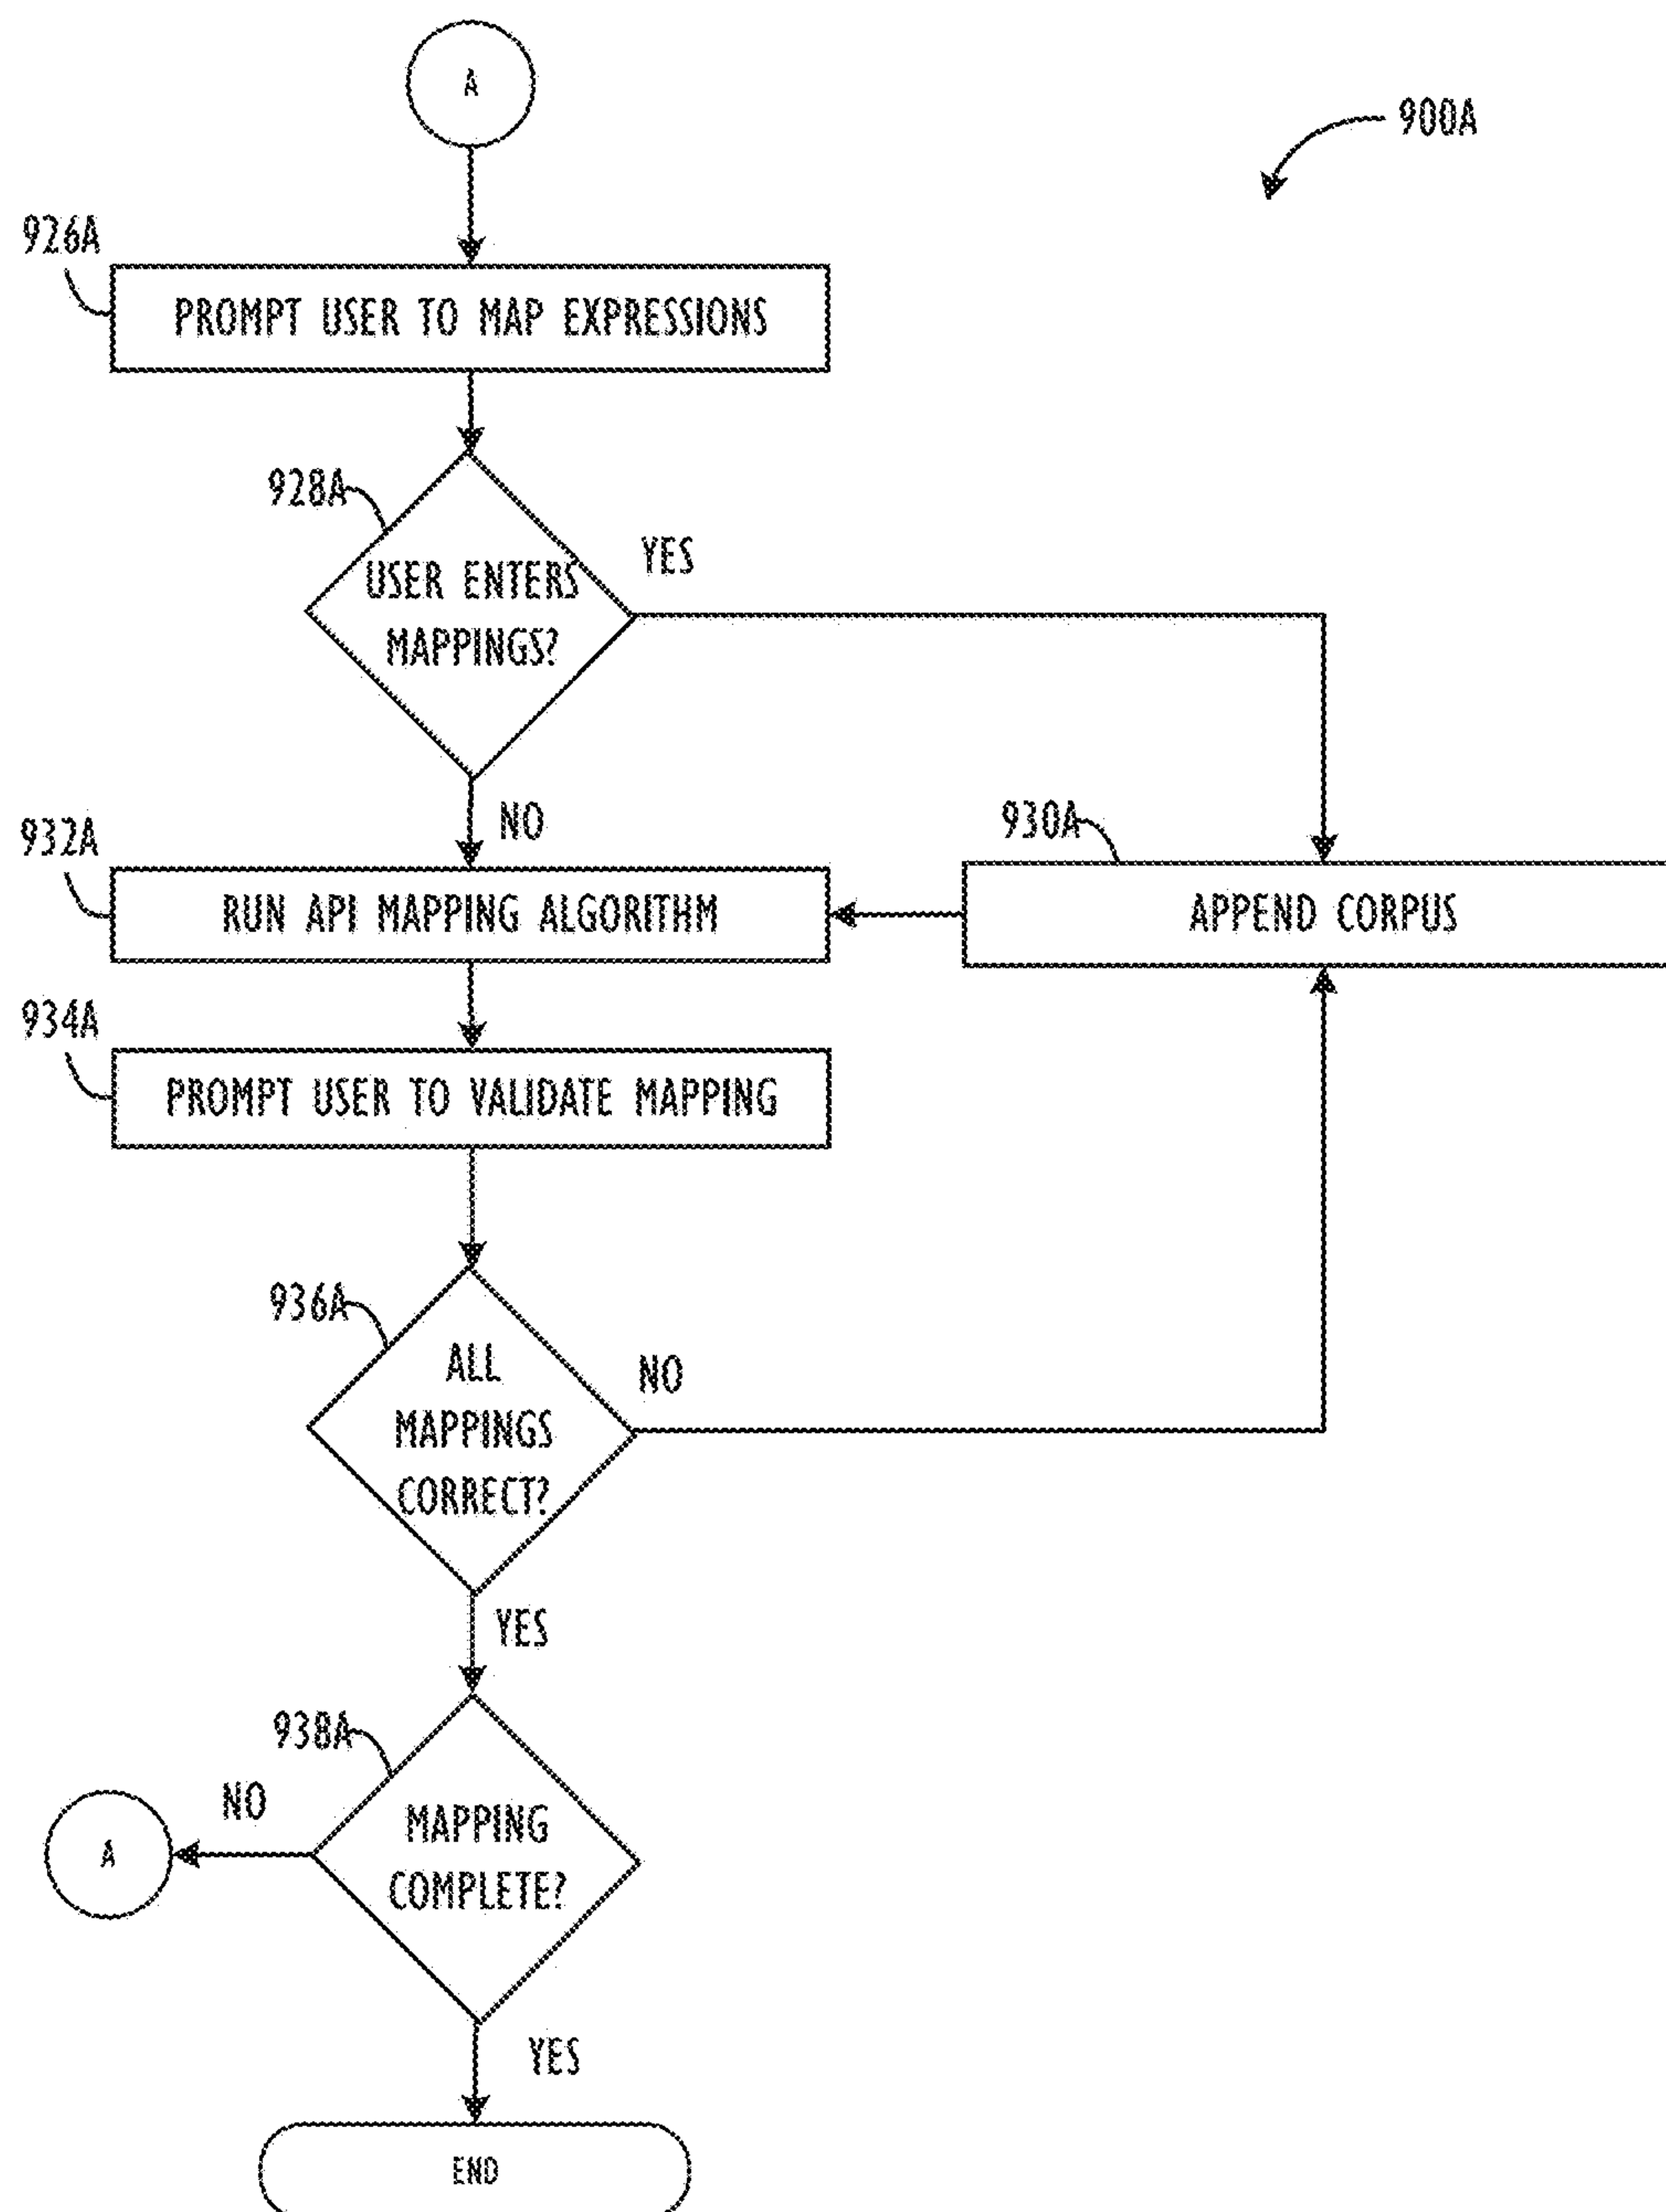 A
900A
926A
PROMPT USER TO MAP EXPRESSIONS
928A
USER ENTERS
MAPPINGS?
YES
NO
932A
RUN API MAPPING ALGORITHM
930A
APPEND CORPUS
934A
PROMPT USER TO VALIDATE MAPPING
936A
ALL
MAPPINGS
CORRECT?
NO
YES
938A
MAPPING
COMPLETE?
NO
A
YES
END